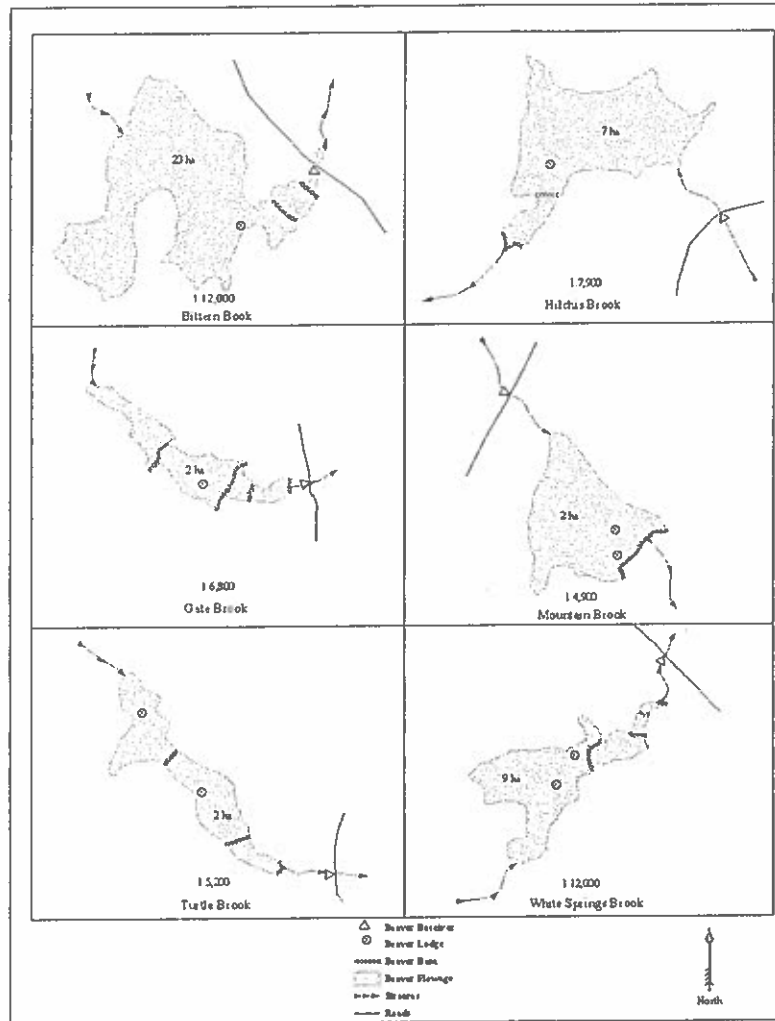 23 ha
1:12,000
Bittern Book
7 ha
1:7,900
Hitchis Brook
2 ha
1:6,800
Gate Brook
2 ha
1:4,900
Mountain Brook
2 ha
1:5,200
Turtle Brook
9 ha
1:12,000
White Springs Brook
Beaver Deceiver
Beaver Lodge
Beaver Dam
Beaver Flowage
Streams
Roads
North